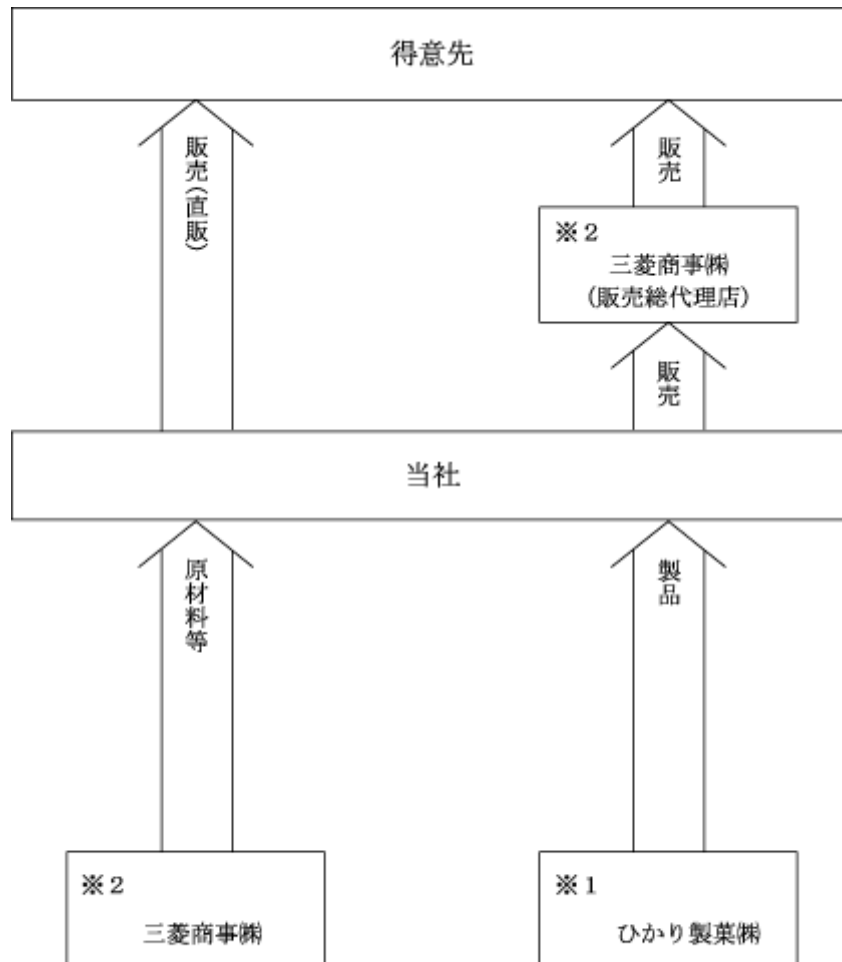 得意先
販売(直販)
販売
※2
三菱商事㈱
(販売総代理店)
販売
当社
原材料等
製品
※2
三菱商事㈱
※1
ひかり製菓㈱